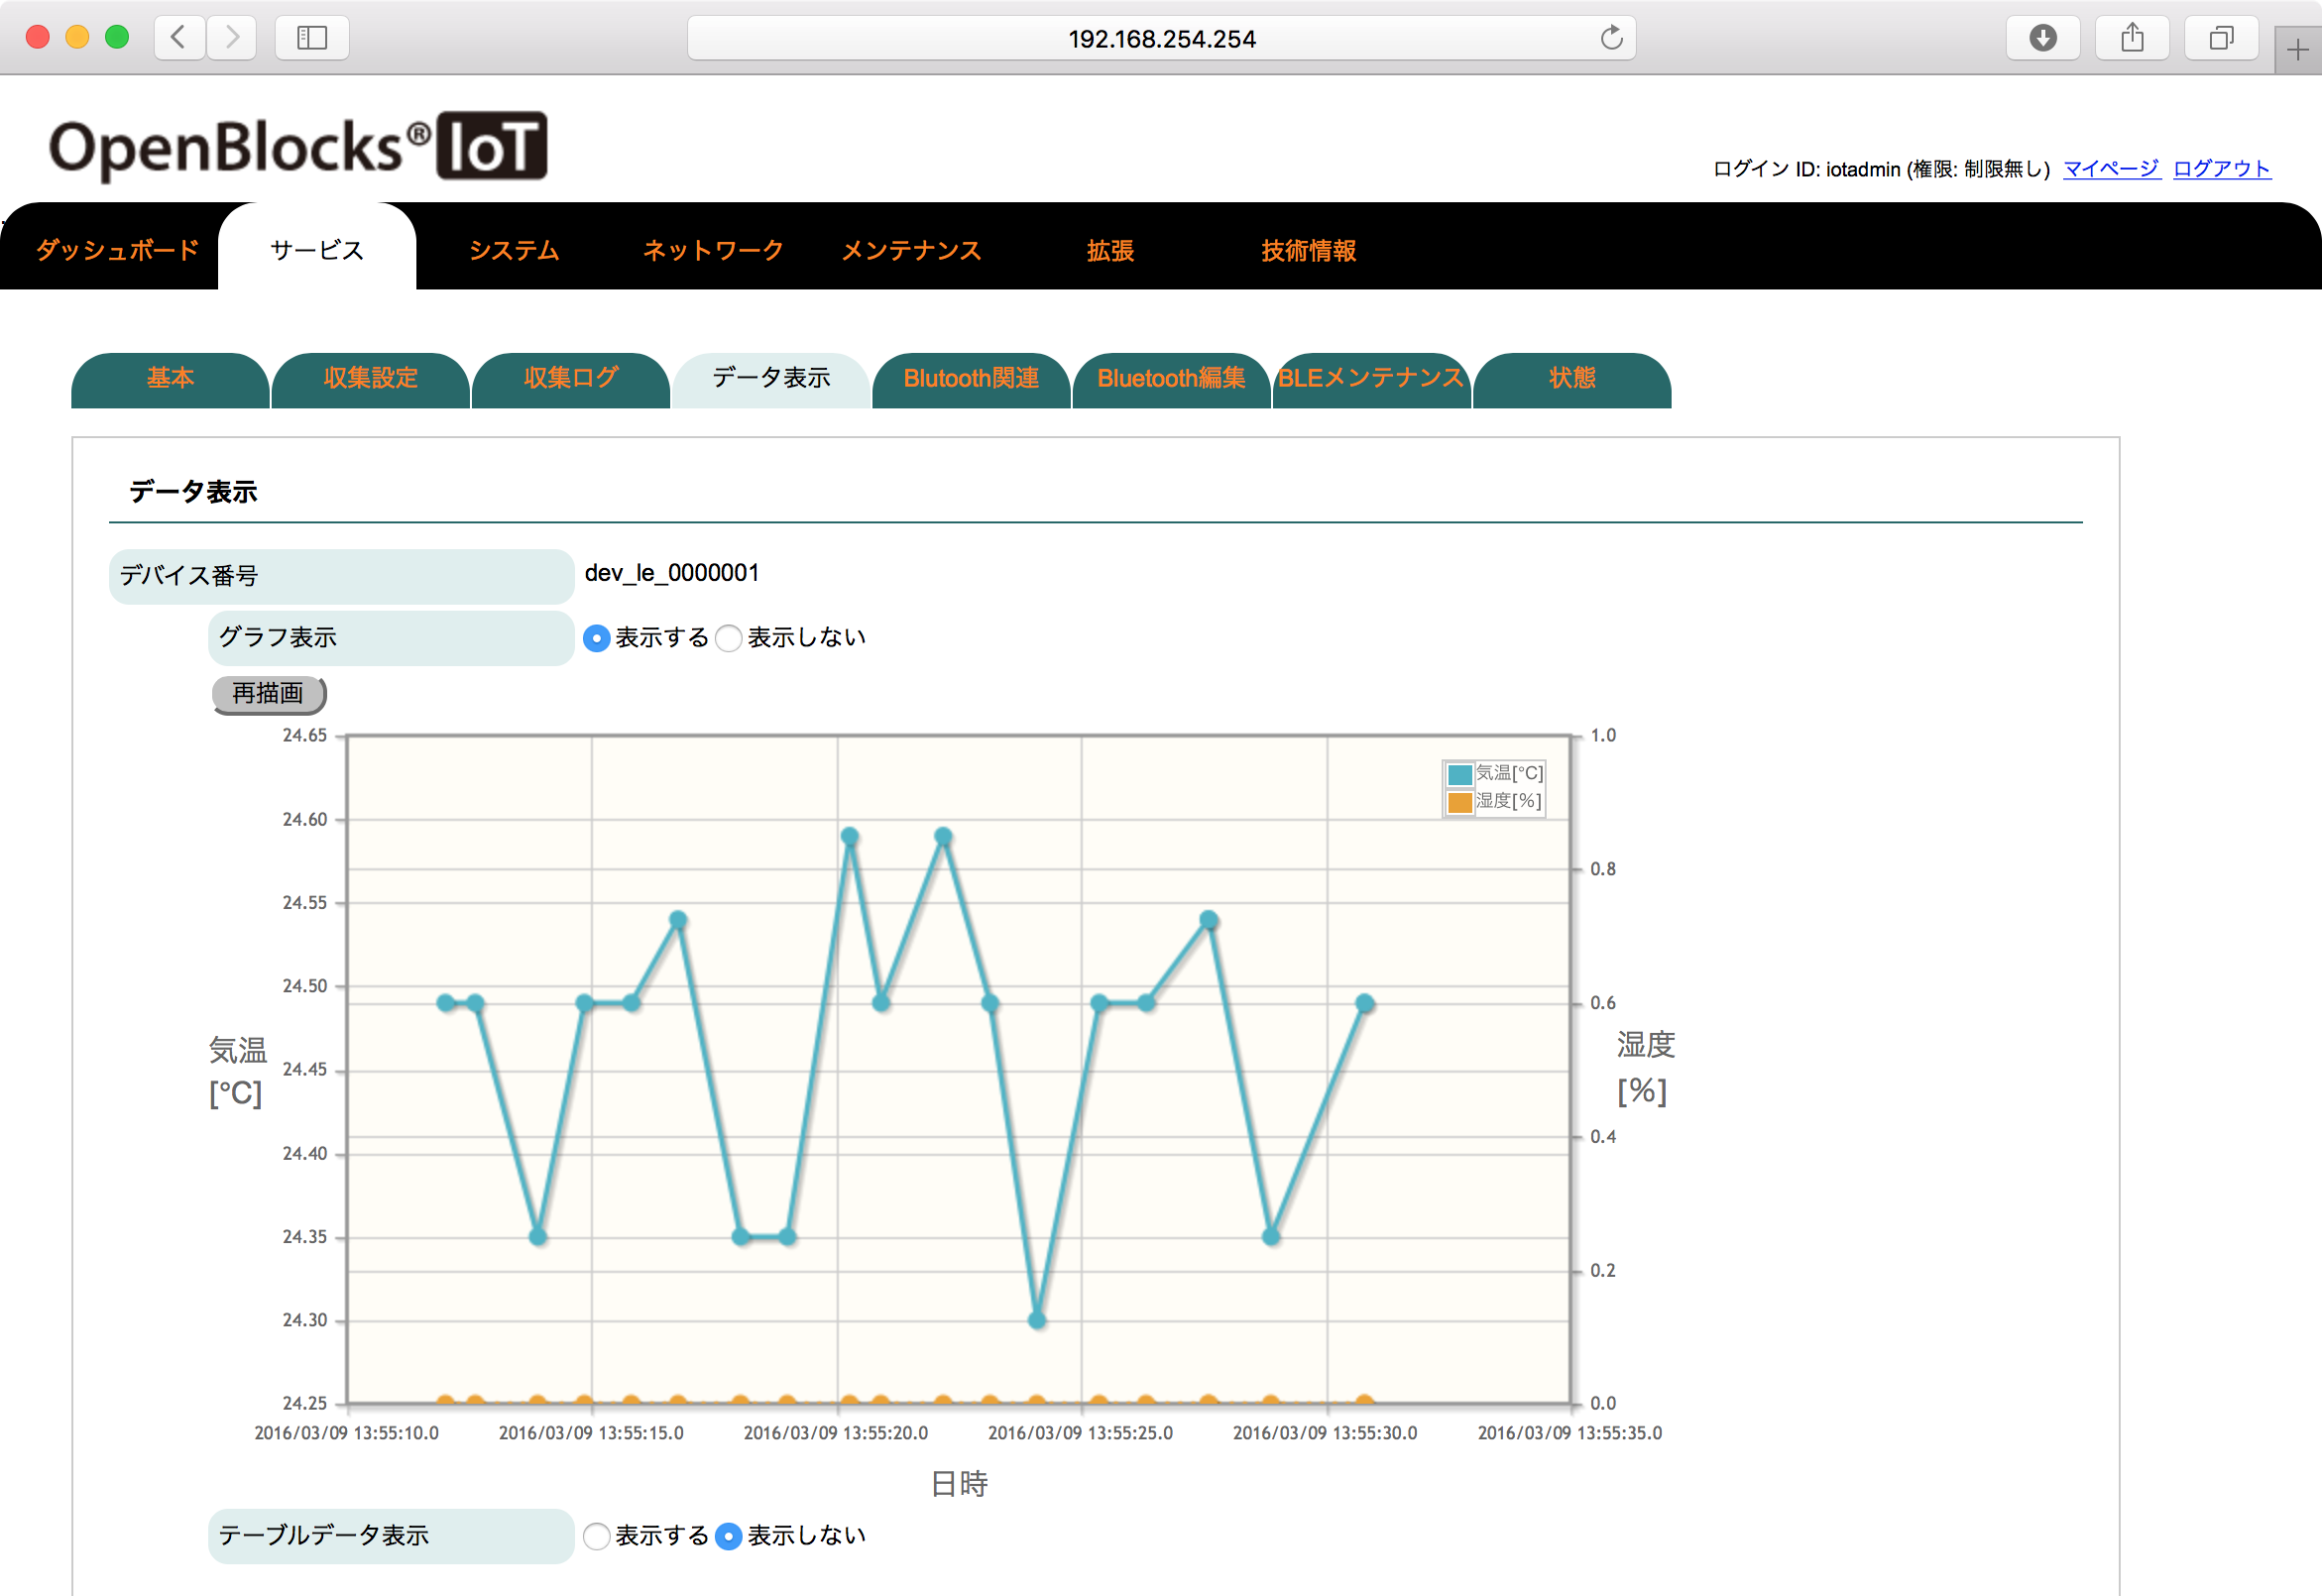 192.168.254.254
OpenBlocks®IoT
ログイン ID: iotadmin (権限: 制限無し) マイページ ログアウト
ダッシュボード サービス システム ネットワーク メンテナンス 拡張 技術情報
基本 収集設定 収集ログ データ表示 Blutooth関連 Bluetooth編集 BLEメンテナンス 状態
データ表示
デバイス番号 dev_le_0000001
グラフ表示 表示する 表示しない
再描画
24.65
24.60
24.55
24.50
24.45
24.40
24.35
24.30
24.25
気温
[°C]
気温[°C]
湿度[%]
1.0
0.8
0.6
0.4
0.2
0.0
湿度
[%]
2016/03/09 13:55:10.0 2016/03/09 13:55:15.0 2016/03/09 13:55:20.0 2016/03/09 13:55:25.0 2016/03/09 13:55:30.0 2016/03/09 13:55:35.0
日時
テーブルデータ表示 表示する 表示しない